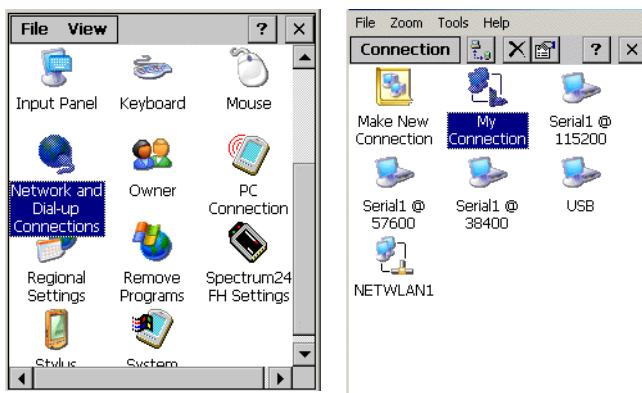 File View ? ×
Input Panel Keyboard Mouse
Network and Dial-up Connections
Owner
PC Connection
Regional Settings
Remove Programs
Spectrum24 FH Settings
Stylus System
File Zoom Tools Help
Connection ? ×
Make New Connection
My Connection
Serial1 @ 115200
Serial1 @ 57600
Serial1 @ 38400
USB
NETWLAN1